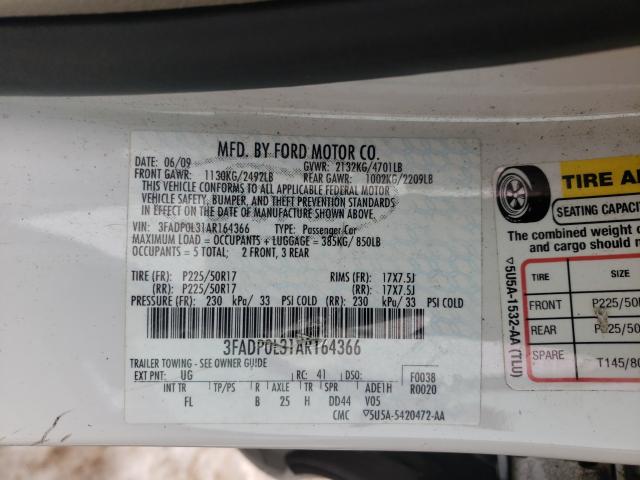 MFD. BY FORD MOTOR CO.
DATE: 06/09 GVWR: 2132KG/4701LB
FRONT GAWR: 1130KG/2492LB REAR GAWR: 1002KG/2209LB
THIS VEHICLE CONFORMS TO ALL APPLICABLE FEDERAL MOTOR
VEHICLE SAFETY, BUMPER, AND THEFT PREVENTION STANDARDS
IN EFFECT ON THE DATE OF MANUFACTURE SHOWN ABOVE.
VIN: 3FADP0L31AR164366 TYPE: Passenger Car
MAXIMUM LOAD = OCCUPANTS + LUGGAGE = 385KG/ 850LB
OCCUPANTS = 5 TOTAL; 2 FRONT, 3 REAR
TIRE (FR): P225/50R17 RIMS (FR): 17X7.5J
(RR): P225/50R17 (RR): 17X7.5J
PRESSURE (FR): 230 kPa/ 33 PSI COLD (RR): 230 kPa/ 33 PSI COLD
3FADP0L31AR164366
TRAILER TOWING - SEE OWNER GUIDE
EXT PNT: UG RC: 41 DSO: F0038
R0020
INT TR TP/PS R AXLE TR SPR ADE1H
FL B 25 H DD44 V05
CMC 5U5A-5420472-AA
TIRE A
SEATING CAPACITY
The combined weight o
and cargo should
TIRE SIZE
FRONT P225/50
REAR P225/50
SPARE T145/80
5U5A-1532-AA (TLU)